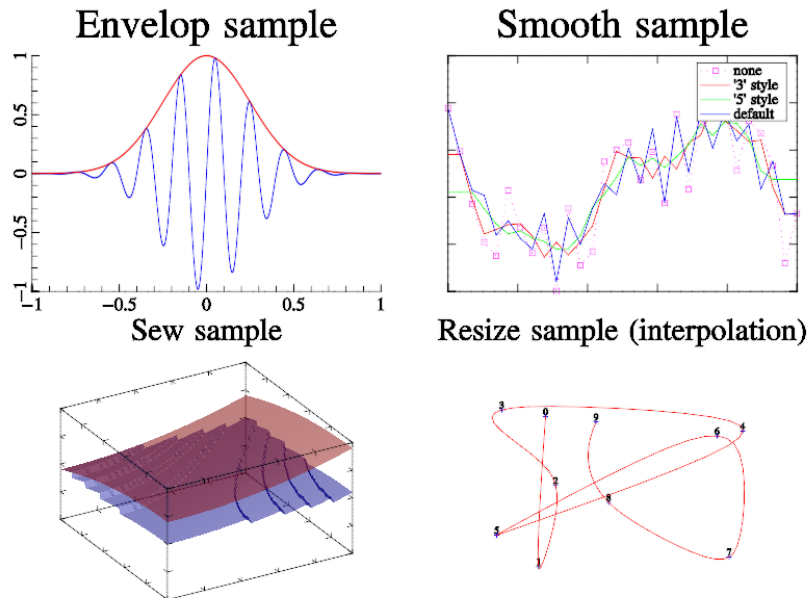 Envelop sample
1
0.5
0
−0.5
−1
−1
−0.5
0
0.5
1
Smooth sample
none
'3' style
'5' style
default
Sew sample
Resize sample (interpolation)
3
0
9
4
6
2
8
5
7
1